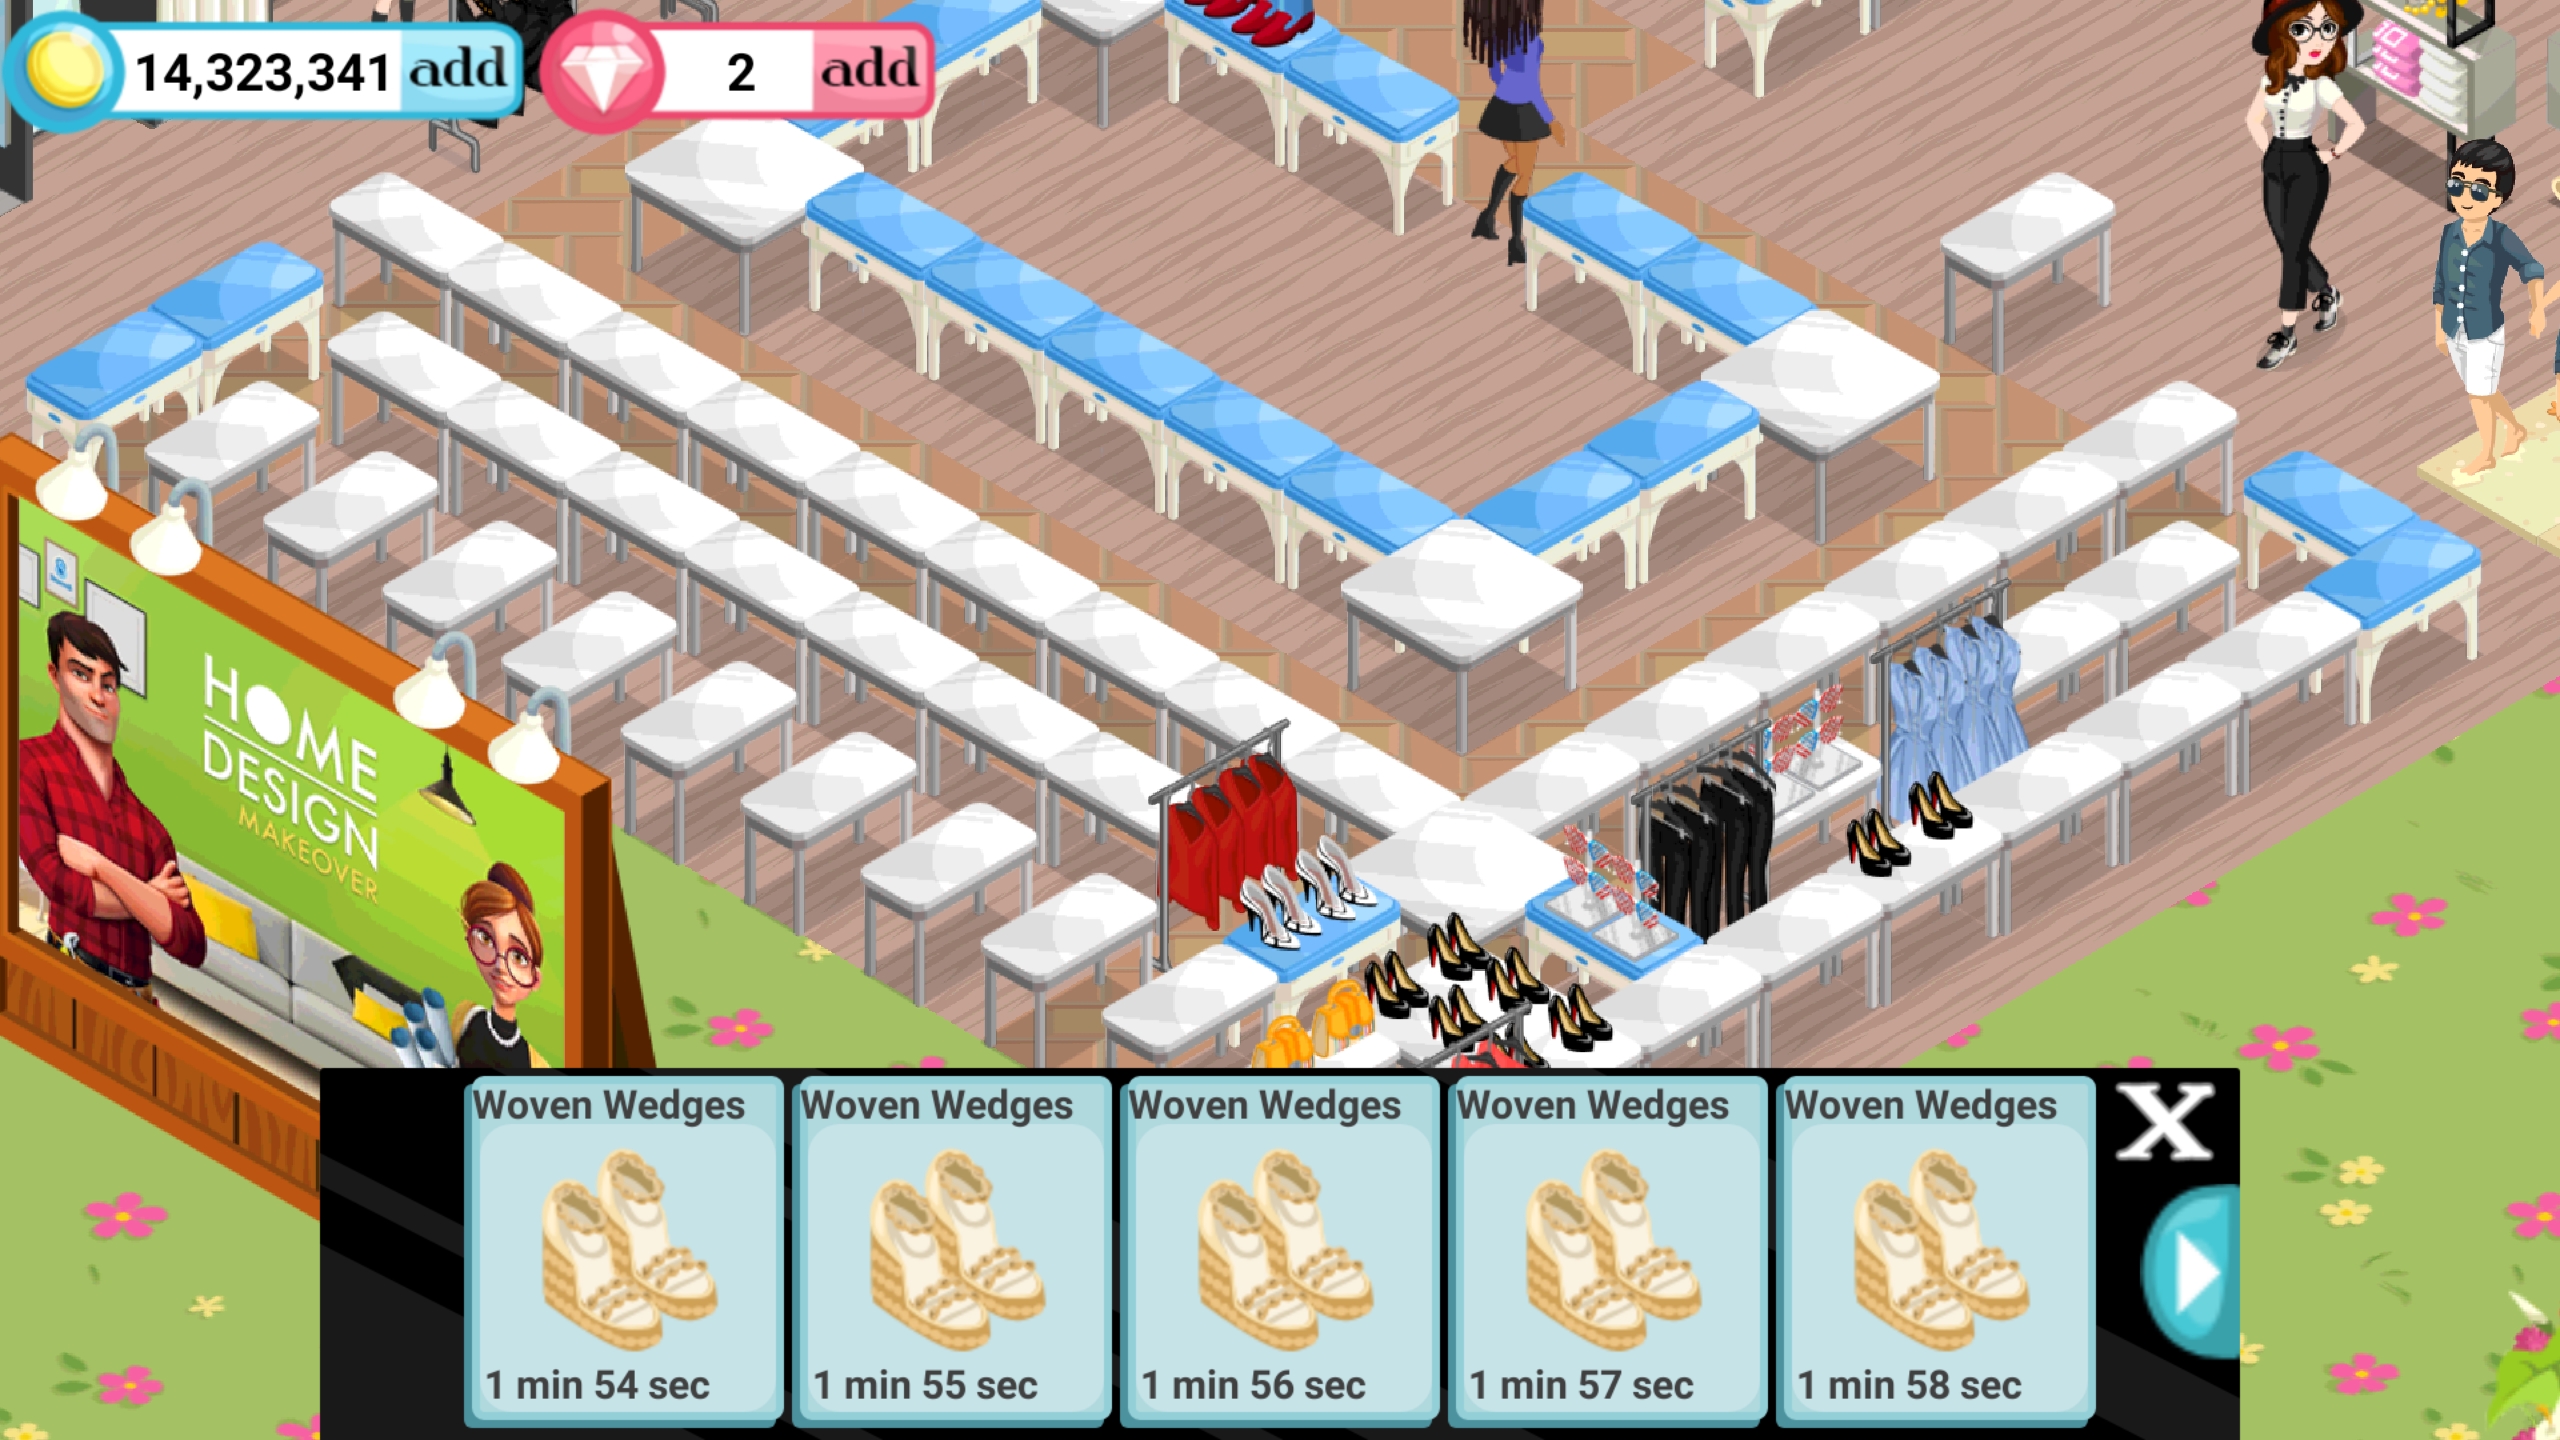 14,323,341 add
2 add
HOME
DESIGN
MAKEOVER
Woven Wedges
1 min 54 sec
Woven Wedges
1 min 55 sec
Woven Wedges
1 min 56 sec
Woven Wedges
1 min 57 sec
Woven Wedges
1 min 58 sec
X